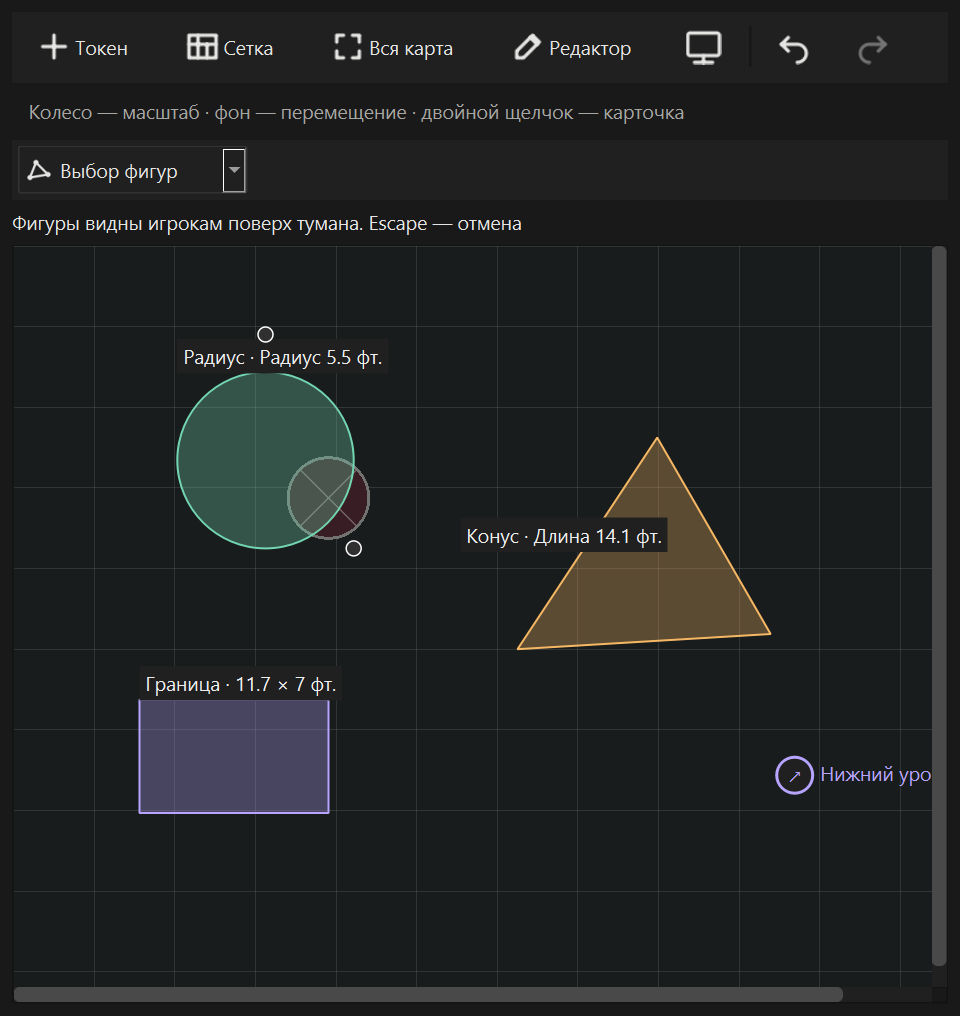 Токен Сетка Вся карта Редактор
Колесо — масштаб · фон — перемещение · двойной щелчок — карточка
Выбор фигур
Фигуры видны игрокам поверх тумана. Escape — отмена
Радиус · Радиус 5.5 фт.
Конус · Длина 14.1 фт.
Граница · 11.7 × 7 фт.
Нижний уро